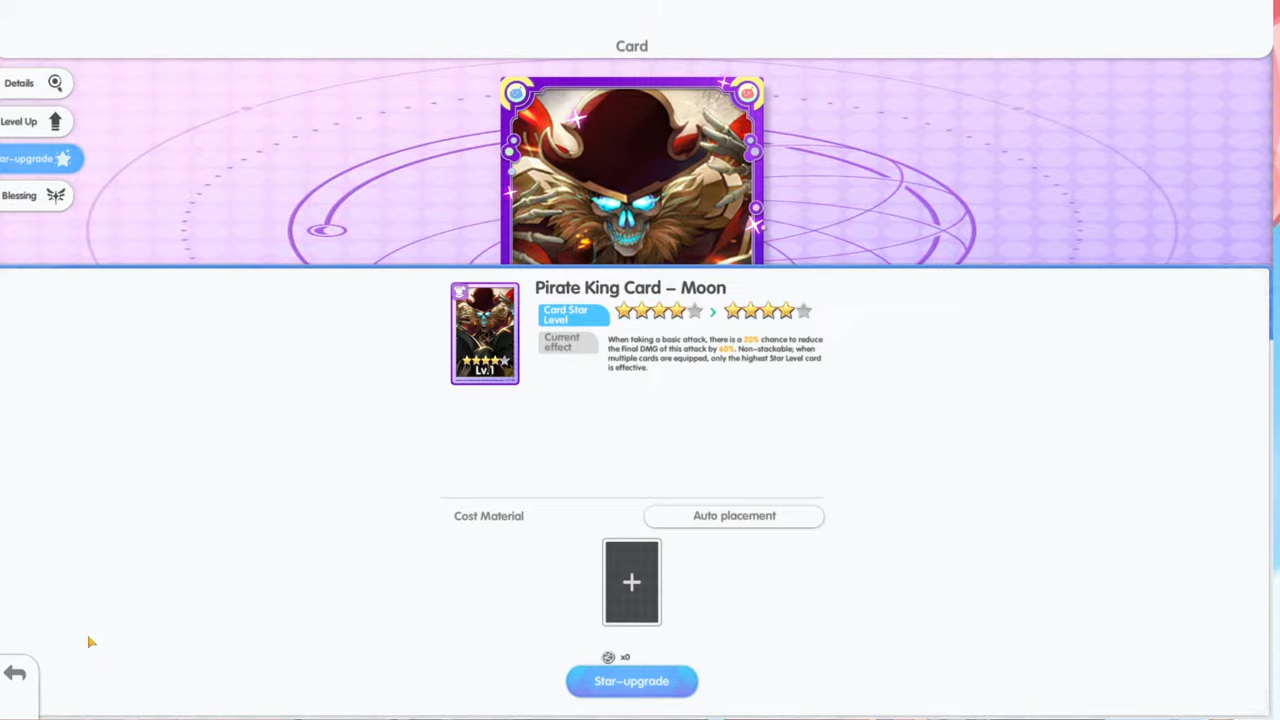 Card
Details
Level Up
ar-upgrade
Blessing
Pirate King Card - Moon
Card Star
Level
Current
effect
When taking a basic attack, there is a 20% chance to reduce
the Final DMG of this attack by 60%. Non-stackable; when
multiple cards are equipped, only the highest Star Level card
is effective.
Lv.1
Cost Material
Auto placement
x0
Star-upgrade